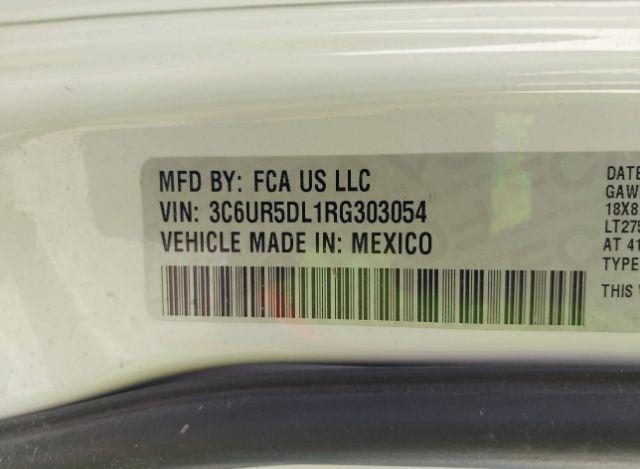 MFD BY: FCA US LLC
VIN: 3C6UR5DL1RG303054
VEHICLE MADE IN: MEXICO
DATE
GAW
18X8
LT275
AT 41
TYPE
THIS